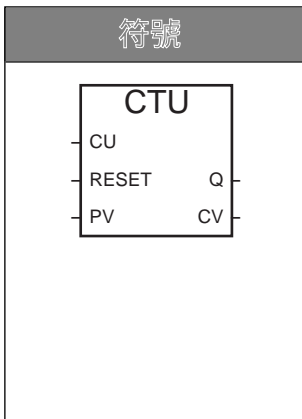 符號
CTU
CU
RESET Q
PV CV